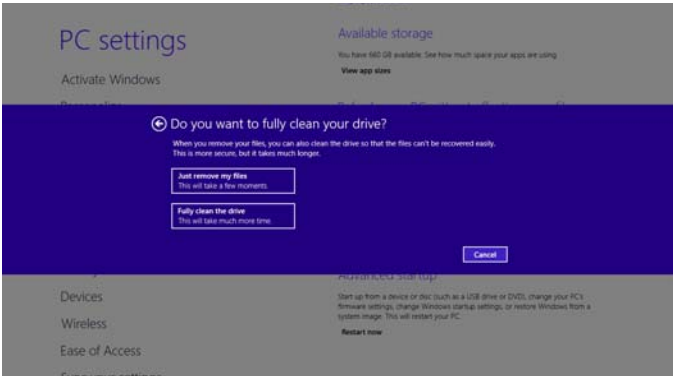 PC settings
Activate Windows
Devices
Wireless
Ease of Access
Available storage
You have 660 GB available. See how much space your apps are using
View app sizes
Do you want to fully clean your drive?
When you remove your files, you can also clean the drive so that the files can't be recovered easily.
This is more secure, but it takes much longer.
Just remove my files
This will take a few moments.
Fully clean the drive
This will take much more time.
Cancel
Advanced startup
Start up from a device or disc (such as a USB drive or DVD), change your PC's
firmware settings, change Windows startup settings, or restore Windows from a
system image. This will restart your PC.
Restart now